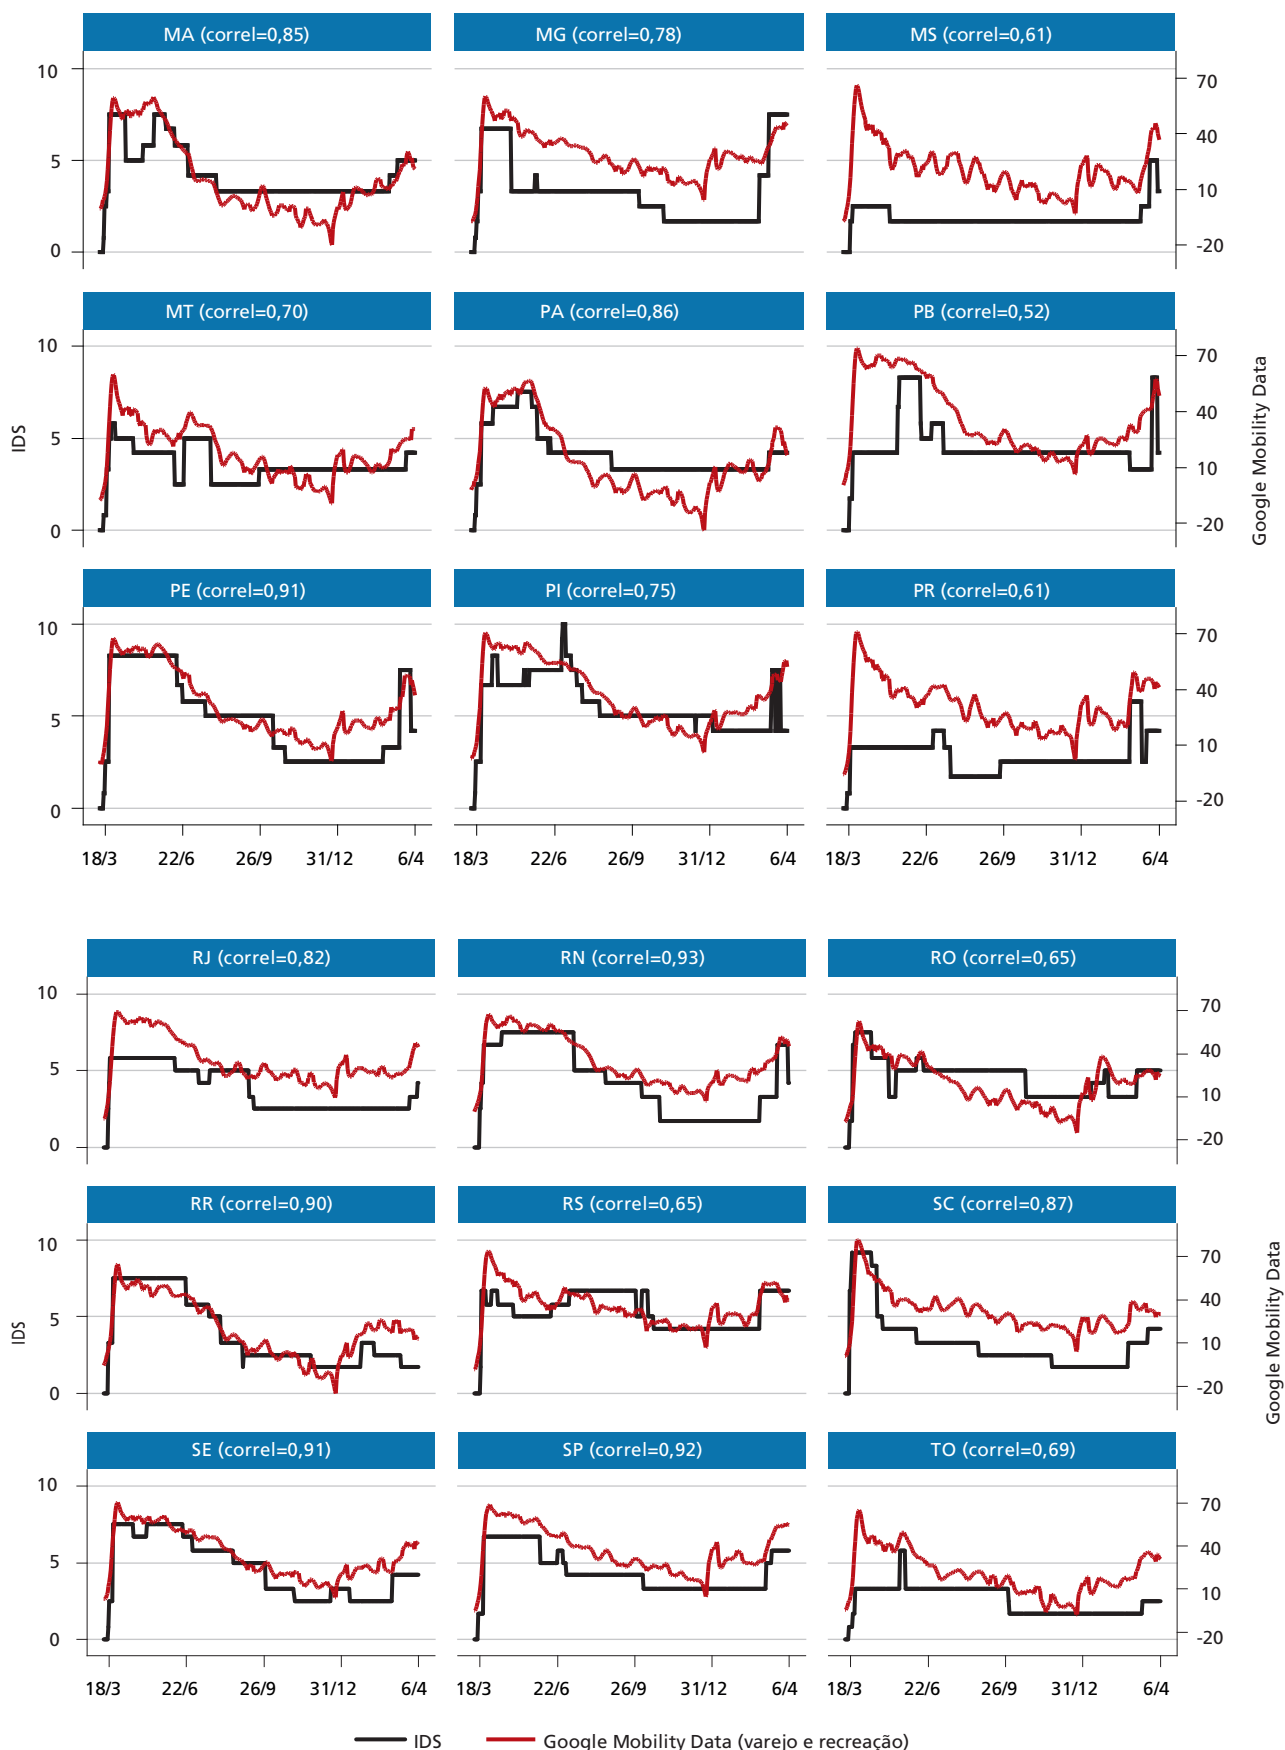 MA (correl=0,85) MG (correl=0,78) MS (correl=0,61)
10 70
40
5
10
0 -20
MT (correl=0,70) PA (correl=0,86) PB (correl=0,52)
10 70
40
5
10
0 -20
IDS
Google Mobility Data
PE (correl=0,91) PI (correl=0,75) PR (correl=0,61)
10 70
40
5
10
0 -20
18/3 22/6 26/9 31/12 6/4 18/3 22/6 26/9 31/12 6/4 18/3 22/6 26/9 31/12 6/4
RJ (correl=0,82) RN (correl=0,93) RO (correl=0,65)
10 70
40
5
10
0 -20
RR (correl=0,90) RS (correl=0,65) SC (correl=0,87)
10 70
40
5
10
0 -20
IDS
Google Mobility Data
SE (correl=0,91) SP (correl=0,92) TO (correl=0,69)
10 70
40
5
10
0 -20
18/3 22/6 26/9 31/12 6/4 18/3 22/6 26/9 31/12 6/4 18/3 22/6 26/9 31/12 6/4
IDS Google Mobility Data (varejo e recreação)